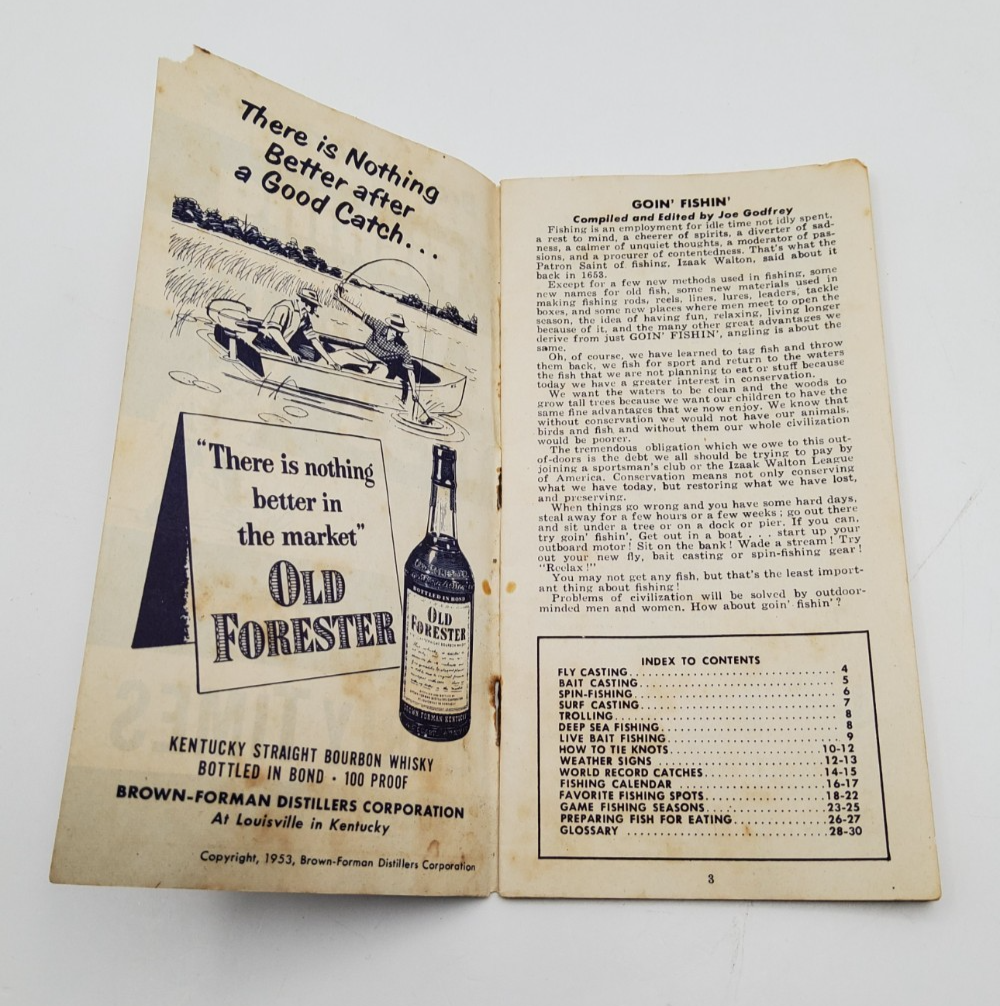 There is Nothing
Better after
a Good Catch...
"There is nothing
better in
the market"
OLD
FORESTER
BOTTLED IN BOND
OLD
FORESTER
BROWN FORMAN KENTUCKY
KENTUCKY STRAIGHT BOURBON WHISKY
BOTTLED IN BOND · 100 PROOF
BROWN-FORMAN DISTILLERS CORPORATION
At Louisville in Kentucky
Copyright, 1953, Brown-Forman Distillers Corporation
GOIN' FISHIN'
Compiled and Edited by Joe Godfrey
Fishing is an employment for idle time not idly spent,
a rest to mind, a cheerer of spirits, a diverter of sad-
ness, a calmer of unquiet thoughts, a moderator of pas-
sions, and a procurer of contentedness. That's what the
Patron Saint of fishing, Izaak Walton, said about it
back in 1653.
Except for a few new methods used in fishing, some
new names for old fish, some new materials used in
making fishing rods, reels, lines, lures, leaders, tackle
boxes, and some new places where men meet to open the
season, the idea of having fun, relaxing, living longer
because of it, and the many other great advantages we
derive from just GOIN' FISHIN', angling is about the
same.
Oh, of course, we have learned to tag fish and throw
them back, we fish for sport and return to the waters
the fish that we are not planning to eat or stuff because
today we have a greater interest in conservation.
We want the waters to be clean and the woods to
grow tall trees because we want our children to have the
same fine advantages that we now enjoy. We know that
without conservation we would not have our animals,
birds and fish and without them our whole civilization
would be poorer.
The tremendous obligation which we owe to this out-
of-doors is the debt we all should be trying to pay by
joining a sportsman's club or the Izaak Walton League
of America. Conservation means not only conserving
what we have today, but restoring what we have lost,
and preserving.
When things go wrong and you have some hard days,
steal away for a few hours or a few weeks; go out there
and sit under a tree or on a dock or pier. If you can,
try goin' fishin'. Get out in a boat . . . start up your
outboard motor! Sit on the bank! Wade a stream! Try
out your new fly, bait casting or spin-fishing gear!
"Reelax!"
You may not get any fish, but that's the least import-
ant thing about fishing!
Problems of civilization will be solved by outdoor-
minded men and women. How about goin' fishin'?
INDEX TO CONTENTS
FLY CASTING 4
BAIT CASTING 5
SPIN-FISHING 6
SURF CASTING 7
TROLLING 8
DEEP SEA FISHING 8
LIVE BAIT FISHING 9
HOW TO TIE KNOTS 10-12
WEATHER SIGNS 12-13
WORLD RECORD CATCHES 14-15
FISHING CALENDAR 16-17
FAVORITE FISHING SPOTS 18-22
GAME FISHING SEASONS 23-25
PREPARING FISH FOR EATING 26-27
GLOSSARY 28-30
3